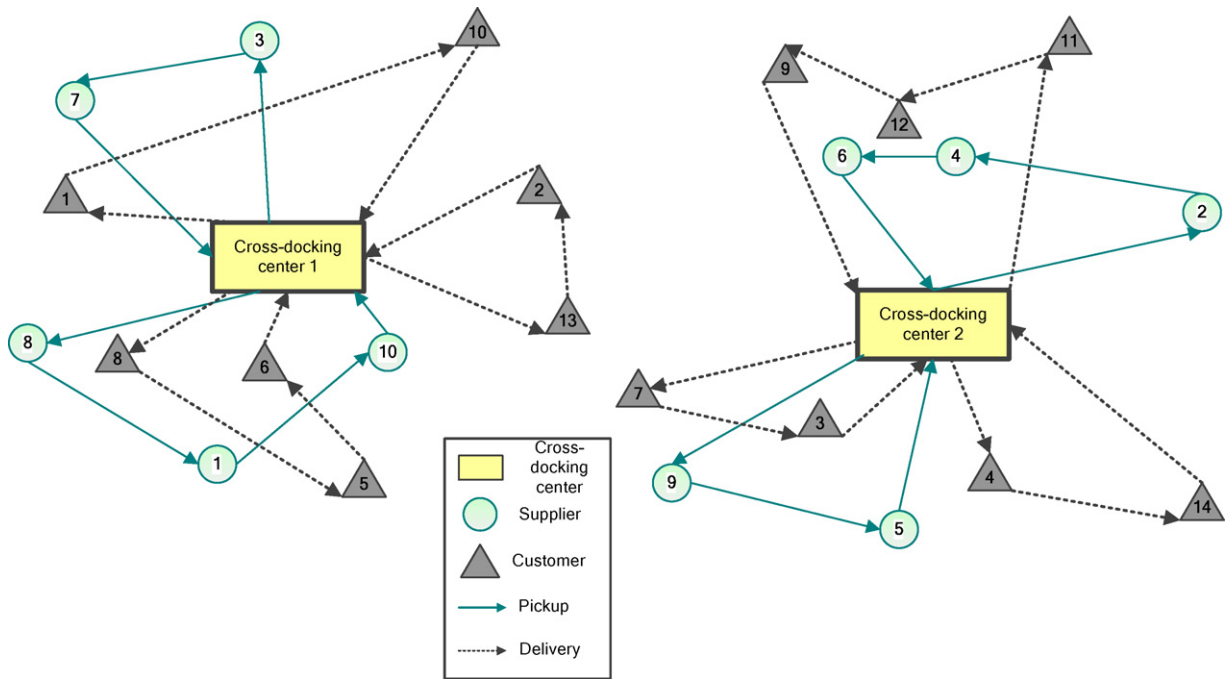 3
10
7
1
2
Cross-docking
center 1
13
8
8
6
10
1
5
9
11
12
6
4
2
Cross-docking
center 2
7
3
9
4
14
5
Cross-
docking
center
Supplier
Customer
Pickup
Delivery